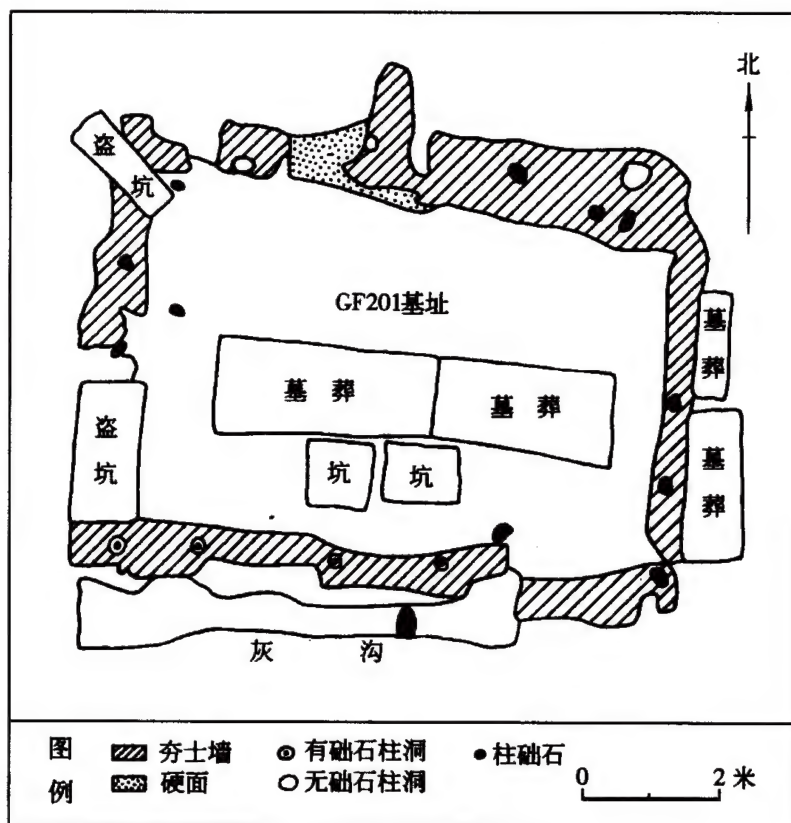 北
盗
坑
GF201基址
墓葬
墓葬
墓葬
盗
坑
坑
坑
墓葬
灰沟
图例
夯土墙
有础石柱洞
柱础石
硬面
无础石柱洞
0 2米